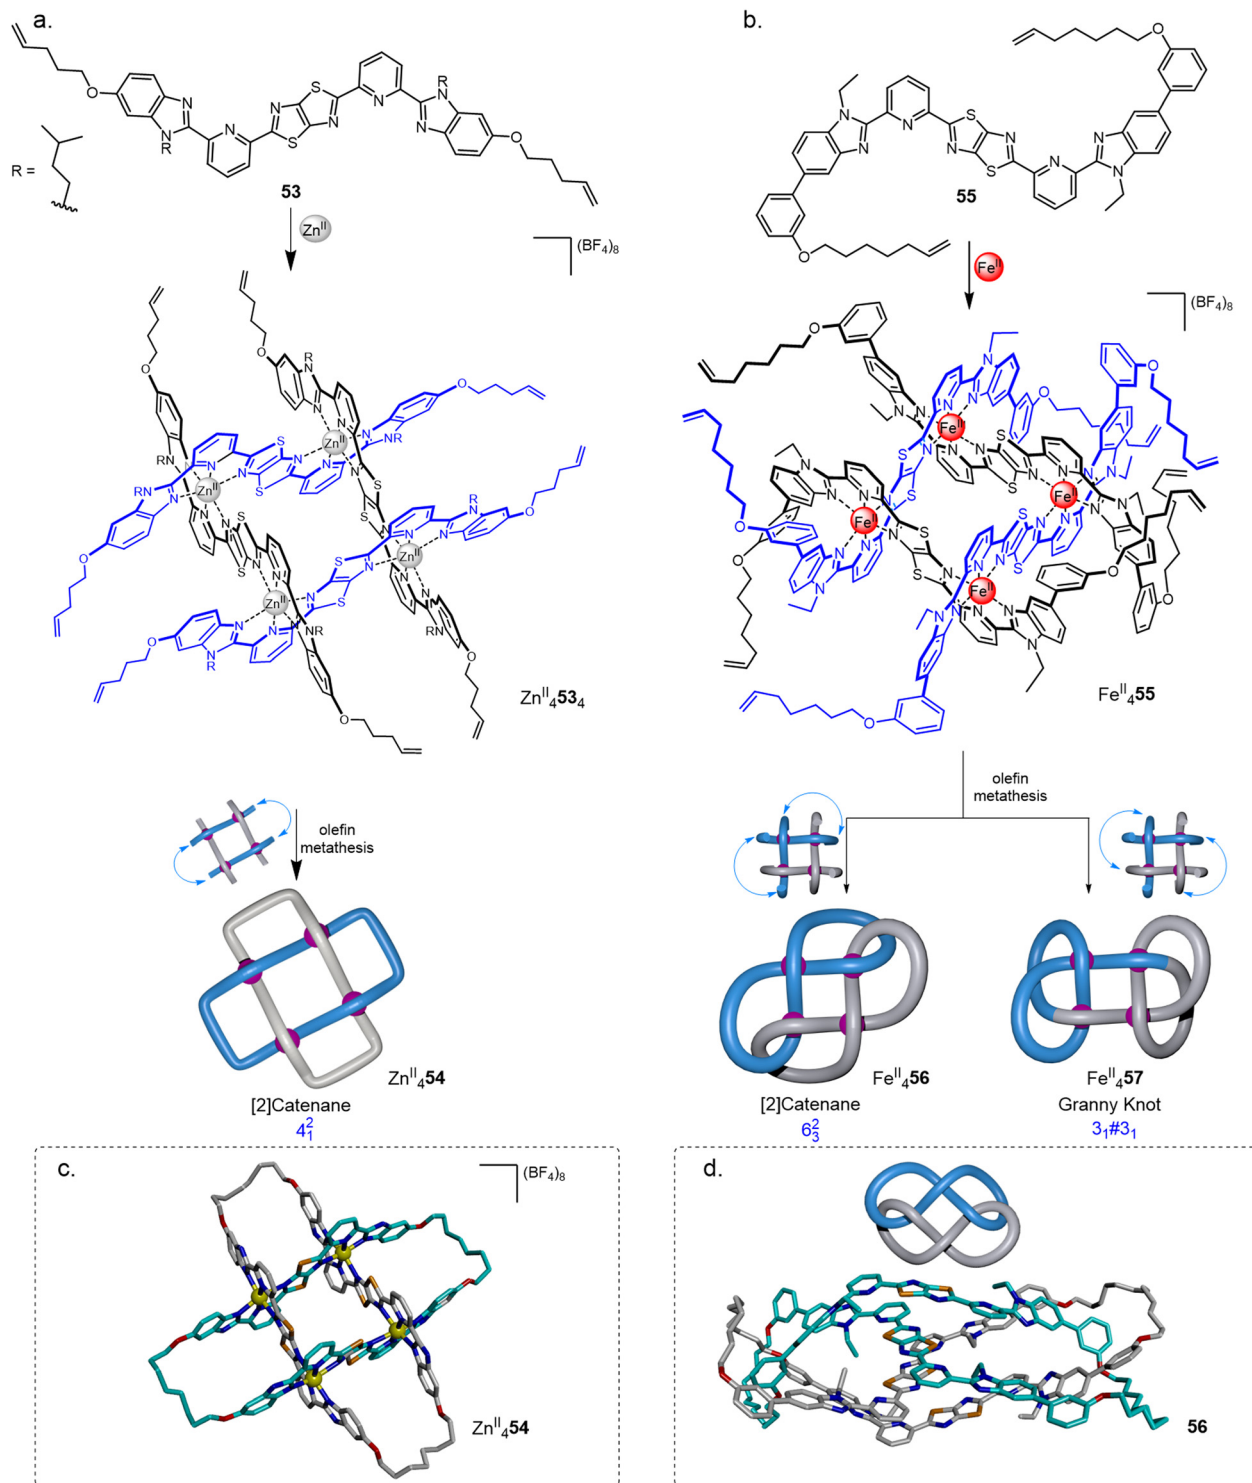 a.
b.
R =
53
55
Zn^II
Fe^II
(BF4)8
(BF4)8
Zn^II
Zn^II
Zn^II
Zn^II
Fe^II
Fe^II
Fe^II
Fe^II
Zn^II_4 53_4
Fe^II_4 55
olefin
metathesis
olefin
metathesis
Zn^II_4 54
[2]Catenane
4^2_1
Fe^II_4 56
[2]Catenane
6^2_3
Fe^II_4 57
Granny Knot
3_1#3_1
c.
(BF4)8
Zn^II_4 54
d.
56